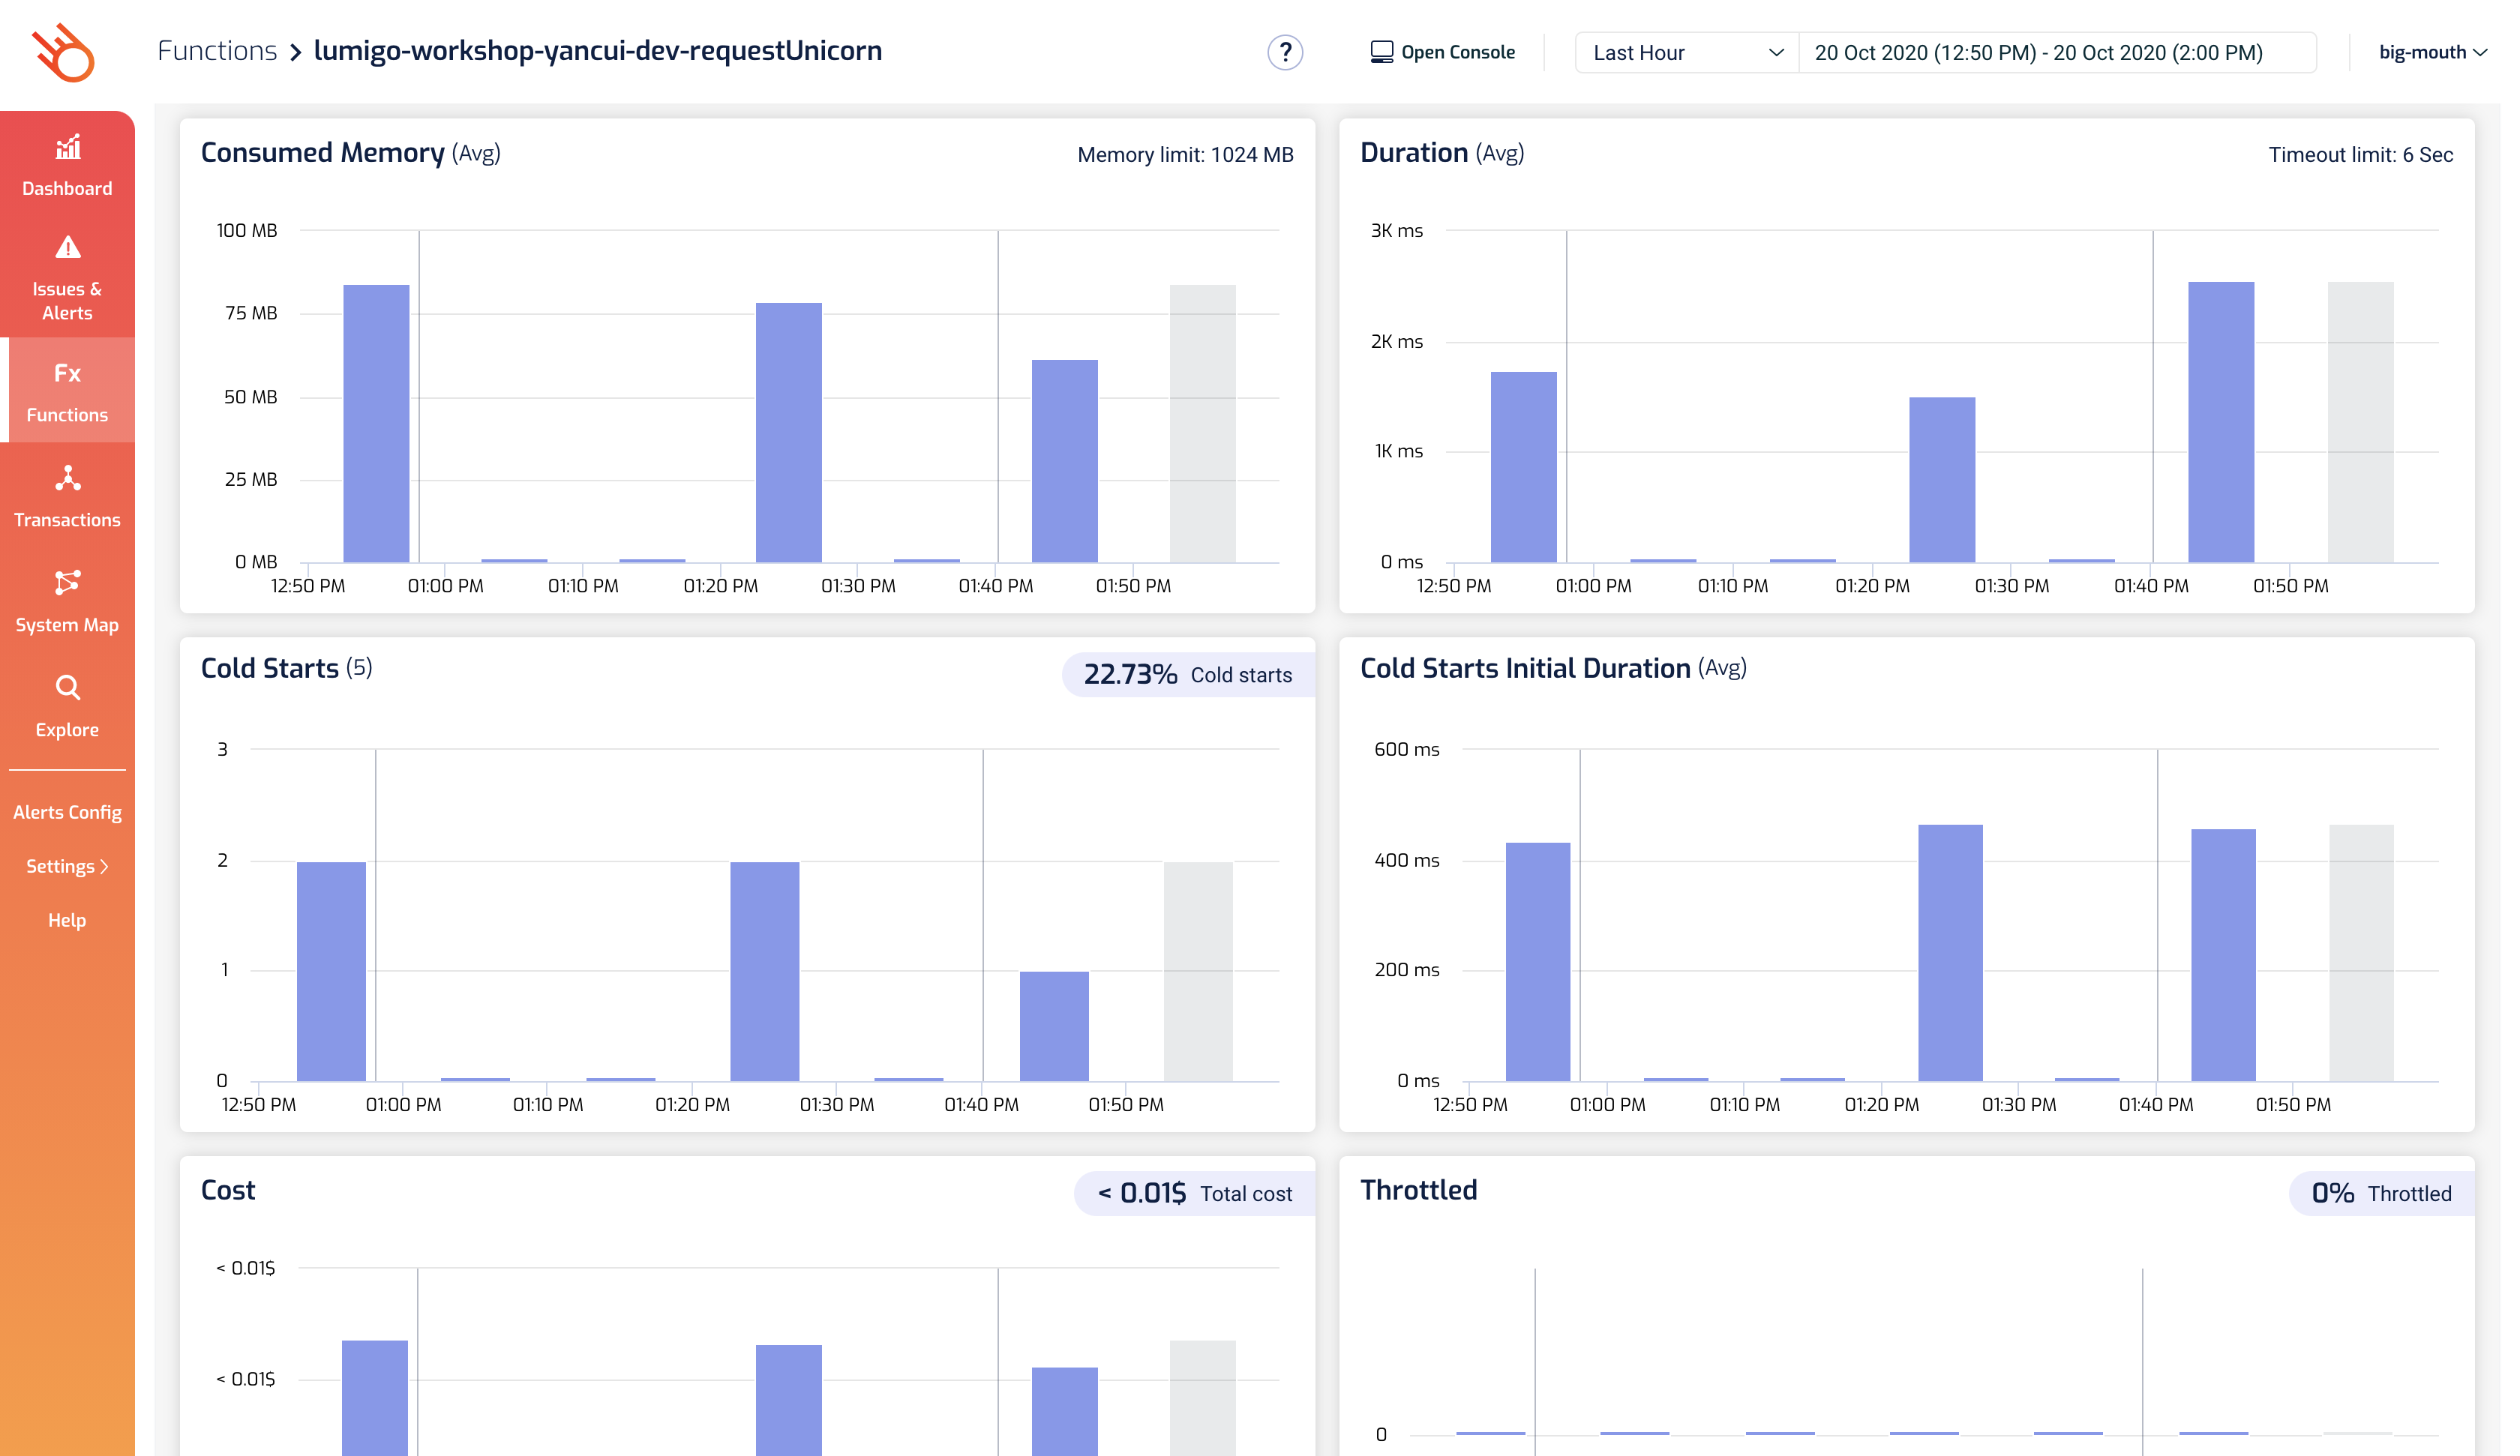 Functions > lumigo-workshop-yancui-dev-requestUnicorn
?
Open Console
Last Hour
20 Oct 2020 (12:50 PM) - 20 Oct 2020 (2:00 PM)
big-mouth
Dashboard
Issues &
Alerts
Fx
Functions
Transactions
System Map
Explore
Alerts Config
Settings >
Help
Consumed Memory (Avg)
Memory limit: 1024 MB
100 MB
75 MB
50 MB
25 MB
0 MB
12:50 PM 01:00 PM 01:10 PM 01:20 PM 01:30 PM 01:40 PM 01:50 PM
Duration (Avg)
Timeout limit: 6 Sec
3K ms
2K ms
1K ms
0 ms
12:50 PM 01:00 PM 01:10 PM 01:20 PM 01:30 PM 01:40 PM 01:50 PM
Cold Starts (5)
22.73% Cold starts
3
2
1
0
12:50 PM 01:00 PM 01:10 PM 01:20 PM 01:30 PM 01:40 PM 01:50 PM
Cold Starts Initial Duration (Avg)
600 ms
400 ms
200 ms
0 ms
12:50 PM 01:00 PM 01:10 PM 01:20 PM 01:30 PM 01:40 PM 01:50 PM
Cost
< 0.01$ Total cost
< 0.01$
< 0.01$
Throttled
0% Throttled
0